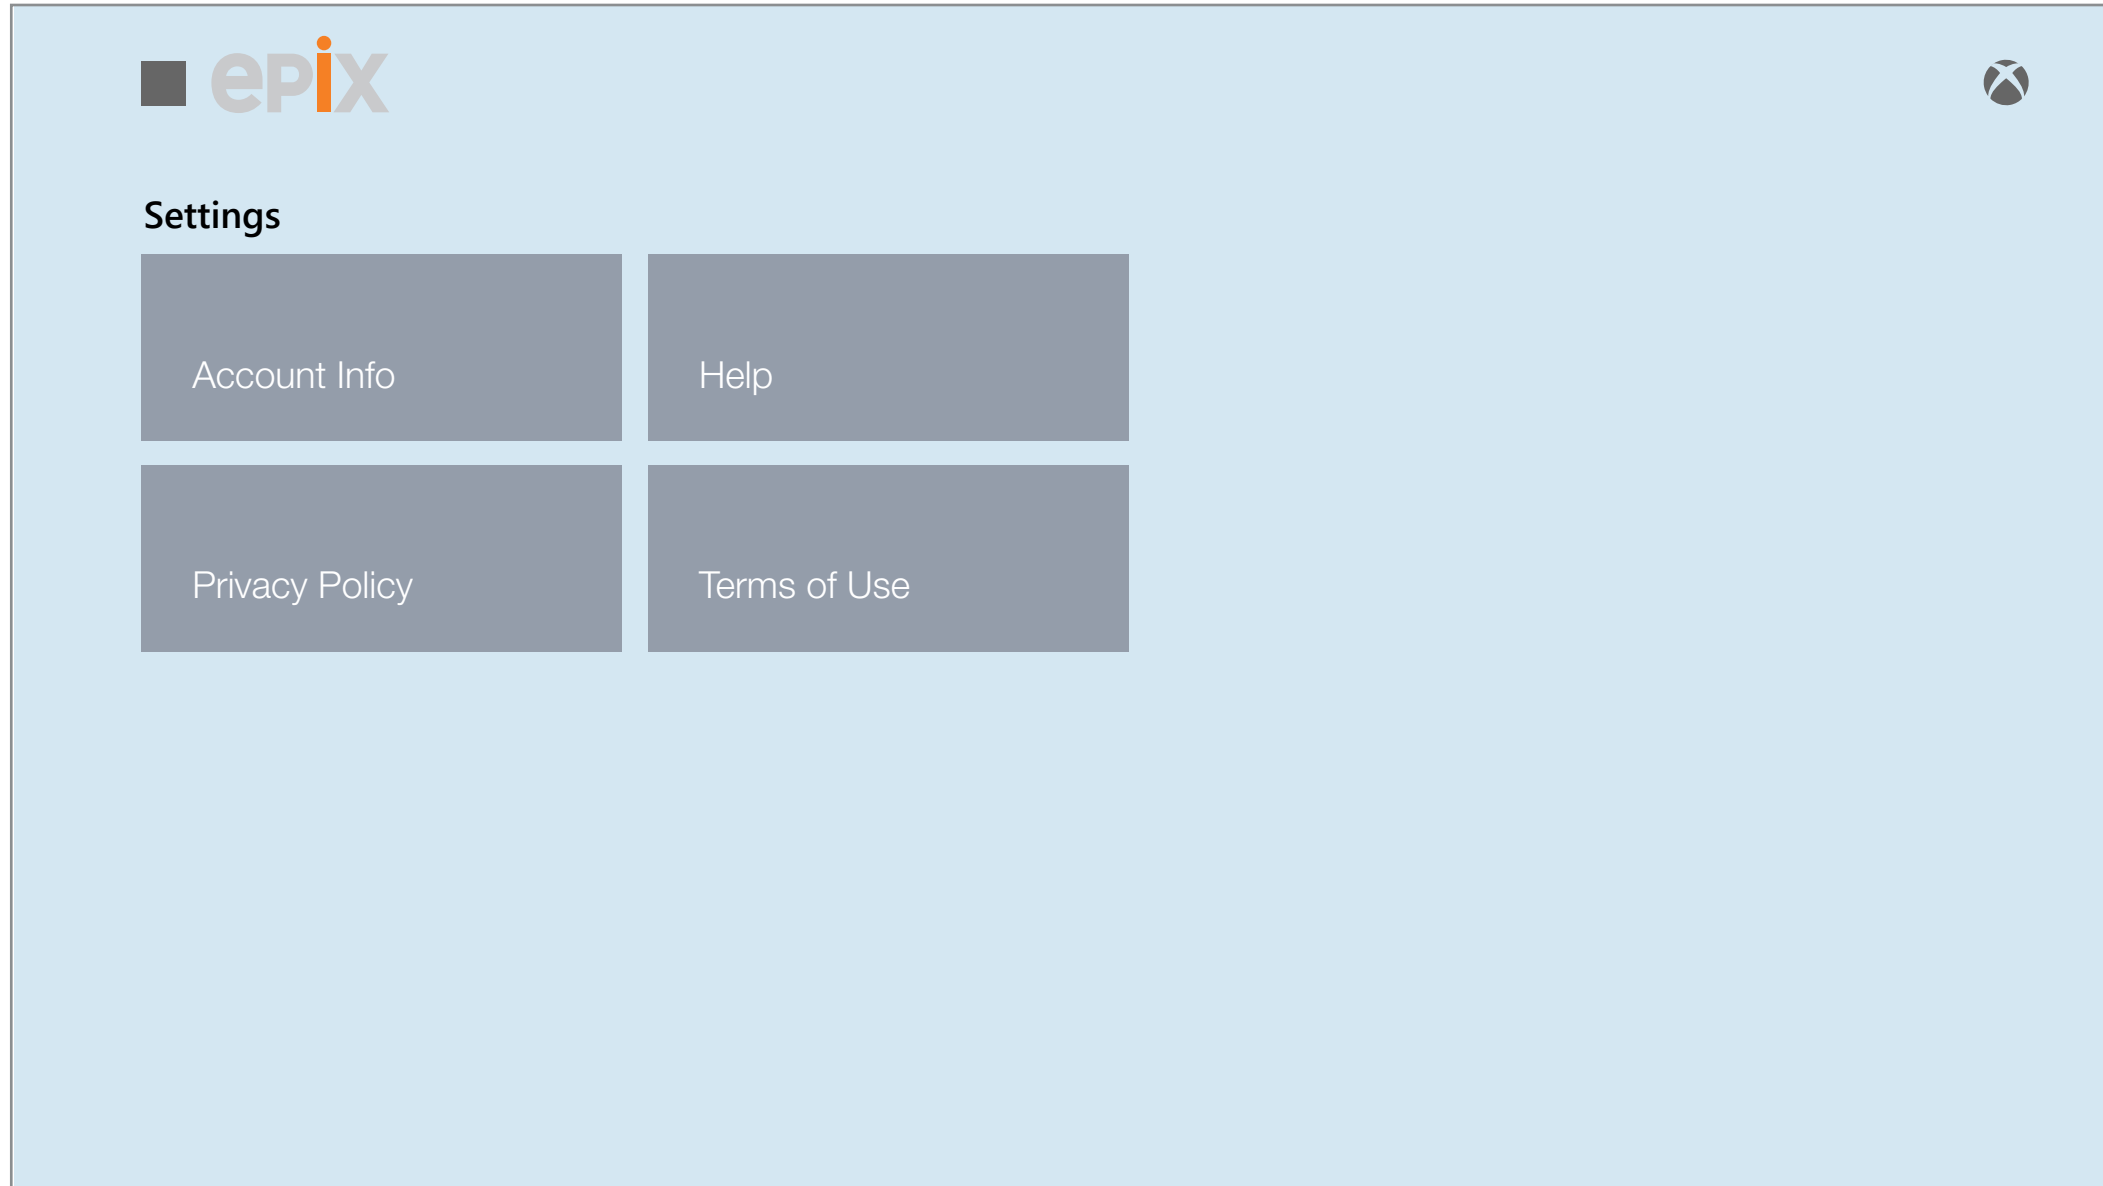 epix
Settings
Account Info
Help
Privacy Policy
Terms of Use